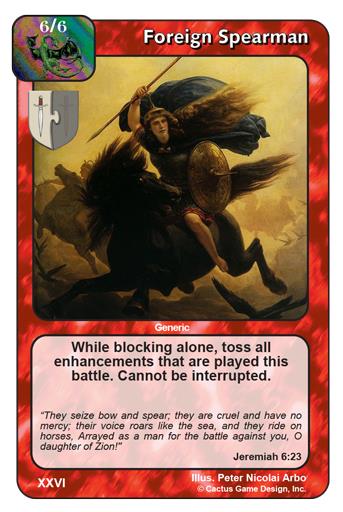 6/6
Foreign Spearman
Generic
While blocking alone, toss all
enhancements that are played this
battle. Cannot be interrupted.
"They seize bow and spear; they are cruel and have no
mercy; their voice roars like the sea, and they ride on
horses, Arrayed as a man for the battle against you, O
daughter of Zion!"
Jeremiah 6:23
XXVI
Illus. Peter Nicolai Arbo
© Cactus Game Design, Inc.